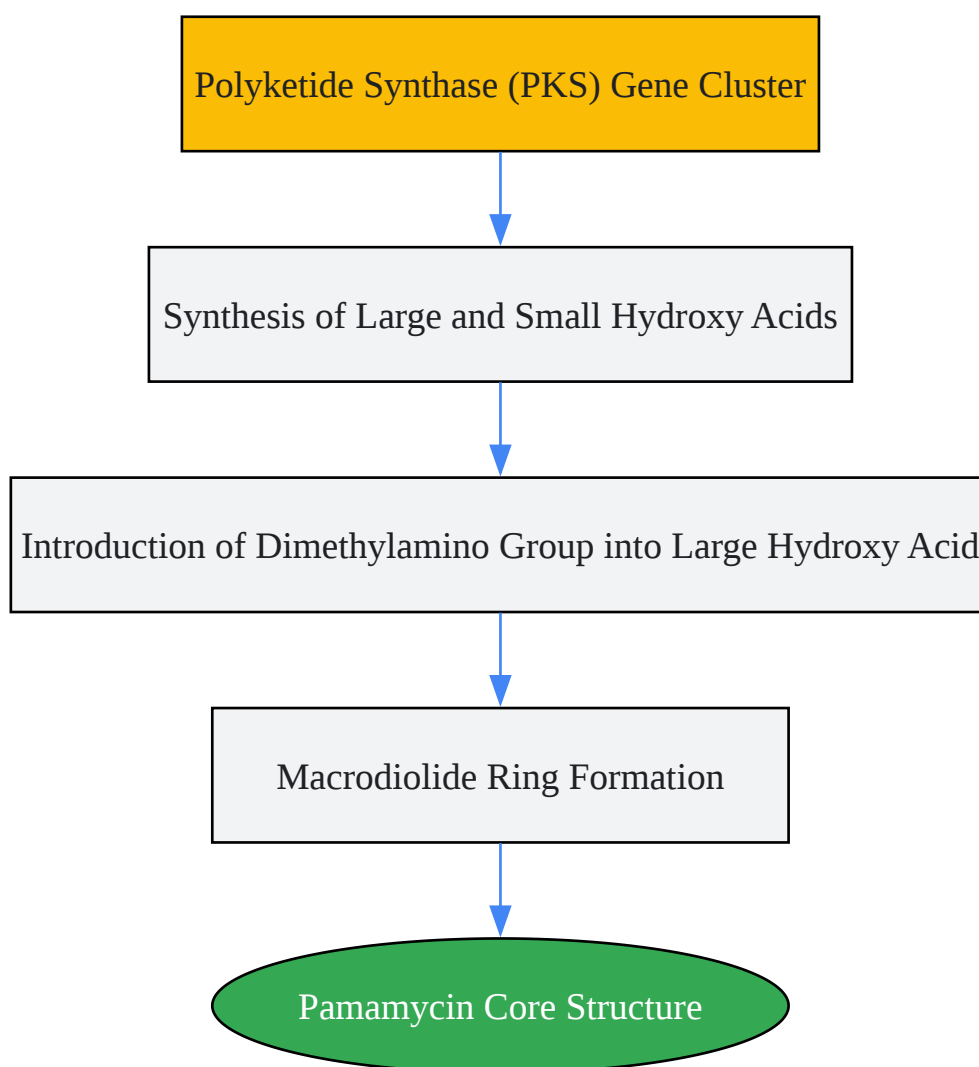 Polyketide Synthase (PKS) Gene Cluster
Synthesis of Large and Small Hydroxy Acids
Introduction of Dimethylamino Group into Large Hydroxy Acid
Macrodiolide Ring Formation
Pamamycin Core Structure